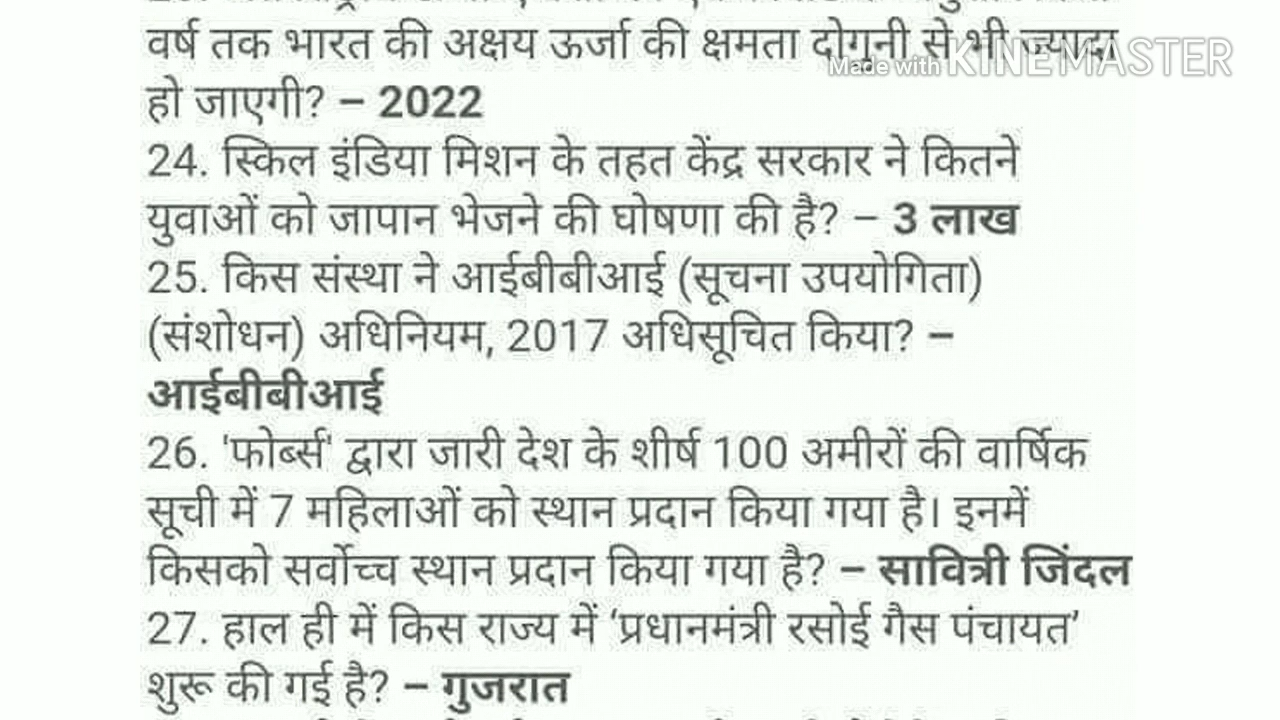 वर्ष तक भारत की अक्षय ऊर्जा की क्षमता दोगुनी से भी ज्यादा
Made with KINEMASTER
हो जाएगी? – 2022
24. स्किल इंडिया मिशन के तहत केंद्र सरकार ने कितने
युवाओं को जापान भेजने की घोषणा की है? – 3 लाख
25. किस संस्था ने आईबीबीआई (सूचना उपयोगिता)
(संशोधन) अधिनियम, 2017 अधिसूचित किया? –
आईबीबीआई
26. 'फोर्ब्स' द्वारा जारी देश के शीर्ष 100 अमीरों की वार्षिक
सूची में 7 महिलाओं को स्थान प्रदान किया गया है। इनमें
किसको सर्वोच्च स्थान प्रदान किया गया है? – सावित्री जिंदल
27. हाल ही में किस राज्य में ‘प्रधानमंत्री रसोई गैस पंचायत’
शुरू की गई है? – गुजरात